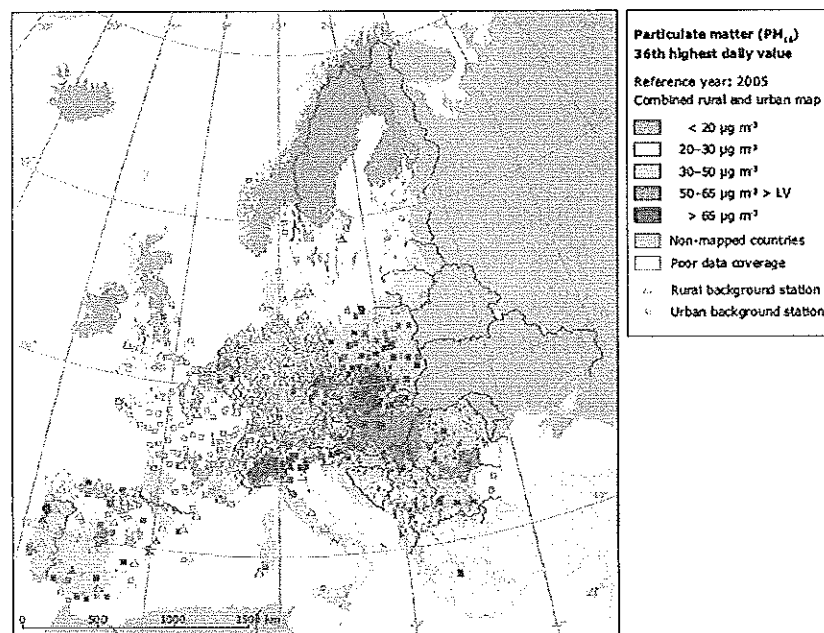 Particulate matter (PM₁₀)
36th highest daily value
Reference year: 2005
Combined rural and urban map
< 20 µg m³
20–30 µg m³
30–50 µg m³
50–65 µg m³ > LV
> 65 µg m³
Non-mapped countries
Poor data coverage
Rural background station
Urban background station
0 500 1000 1500 km